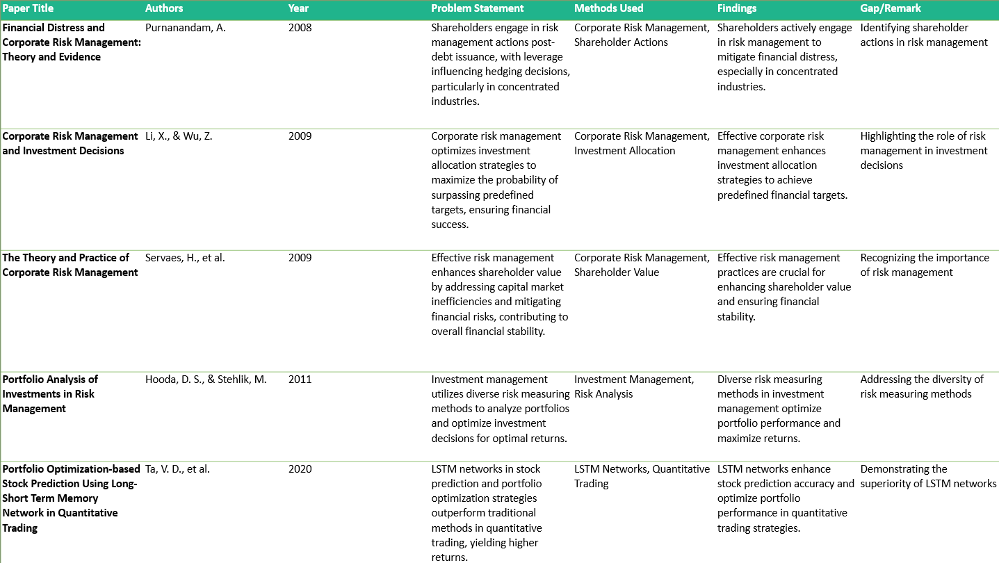 Paper Title Authors Year Problem Statement Methods Used Findings Gap/Remark
Financial Distress and
Corporate Risk Management:
Theory and Evidence
Purnanandam, A.
2008
Shareholders engage in risk
management actions post-
debt issuance, with leverage
influencing hedging decisions,
particularly in concentrated
industries.
Corporate Risk Management,
Shareholder Actions
Shareholders actively engage
in risk management to
mitigate financial distress,
especially in concentrated
industries.
Identifying shareholder
actions in risk management
Corporate Risk Management
and Investment Decisions
Li, X., & Wu, Z.
2009
Corporate risk management
optimizes investment
allocation strategies to
maximize the probability of
surpassing predefined
targets, ensuring financial
success.
Corporate Risk Management,
Investment Allocation
Effective corporate risk
management enhances
investment allocation
strategies to achieve
predefined financial targets.
Highlighting the role of risk
management in investment
decisions
The Theory and Practice of
Corporate Risk Management
Servaes, H., et al.
2009
Effective risk management
enhances shareholder value
by addressing capital market
inefficiencies and mitigating
financial risks, contributing to
overall financial stability.
Corporate Risk Management,
Shareholder Value
Effective risk management
practices are crucial for
enhancing shareholder value
and ensuring financial
stability.
Recognizing the importance
of risk management
Portfolio Analysis of
Investments in Risk
Management
Hooda, D. S., & Stehlik, M.
2011
Investment management
utilizes diverse risk measuring
methods to analyze portfolios
and optimize investment
decisions for optimal returns.
Investment Management,
Risk Analysis
Diverse risk measuring
methods in investment
management optimize
portfolio performance and
maximize returns.
Addressing the diversity of
risk measuring methods
Portfolio Optimization-based
Stock Prediction Using Long-
Short Term Memory
Network in Quantitative
Trading
Ta, V. D., et al.
2020
LSTM networks in stock
prediction and portfolio
optimization strategies
outperform traditional
methods in quantitative
trading, yielding higher
returns.
LSTM Networks, Quantitative
Trading
LSTM networks enhance
stock prediction accuracy and
optimize portfolio
performance in quantitative
trading strategies.
Demonstrating the
superiority of LSTM networks